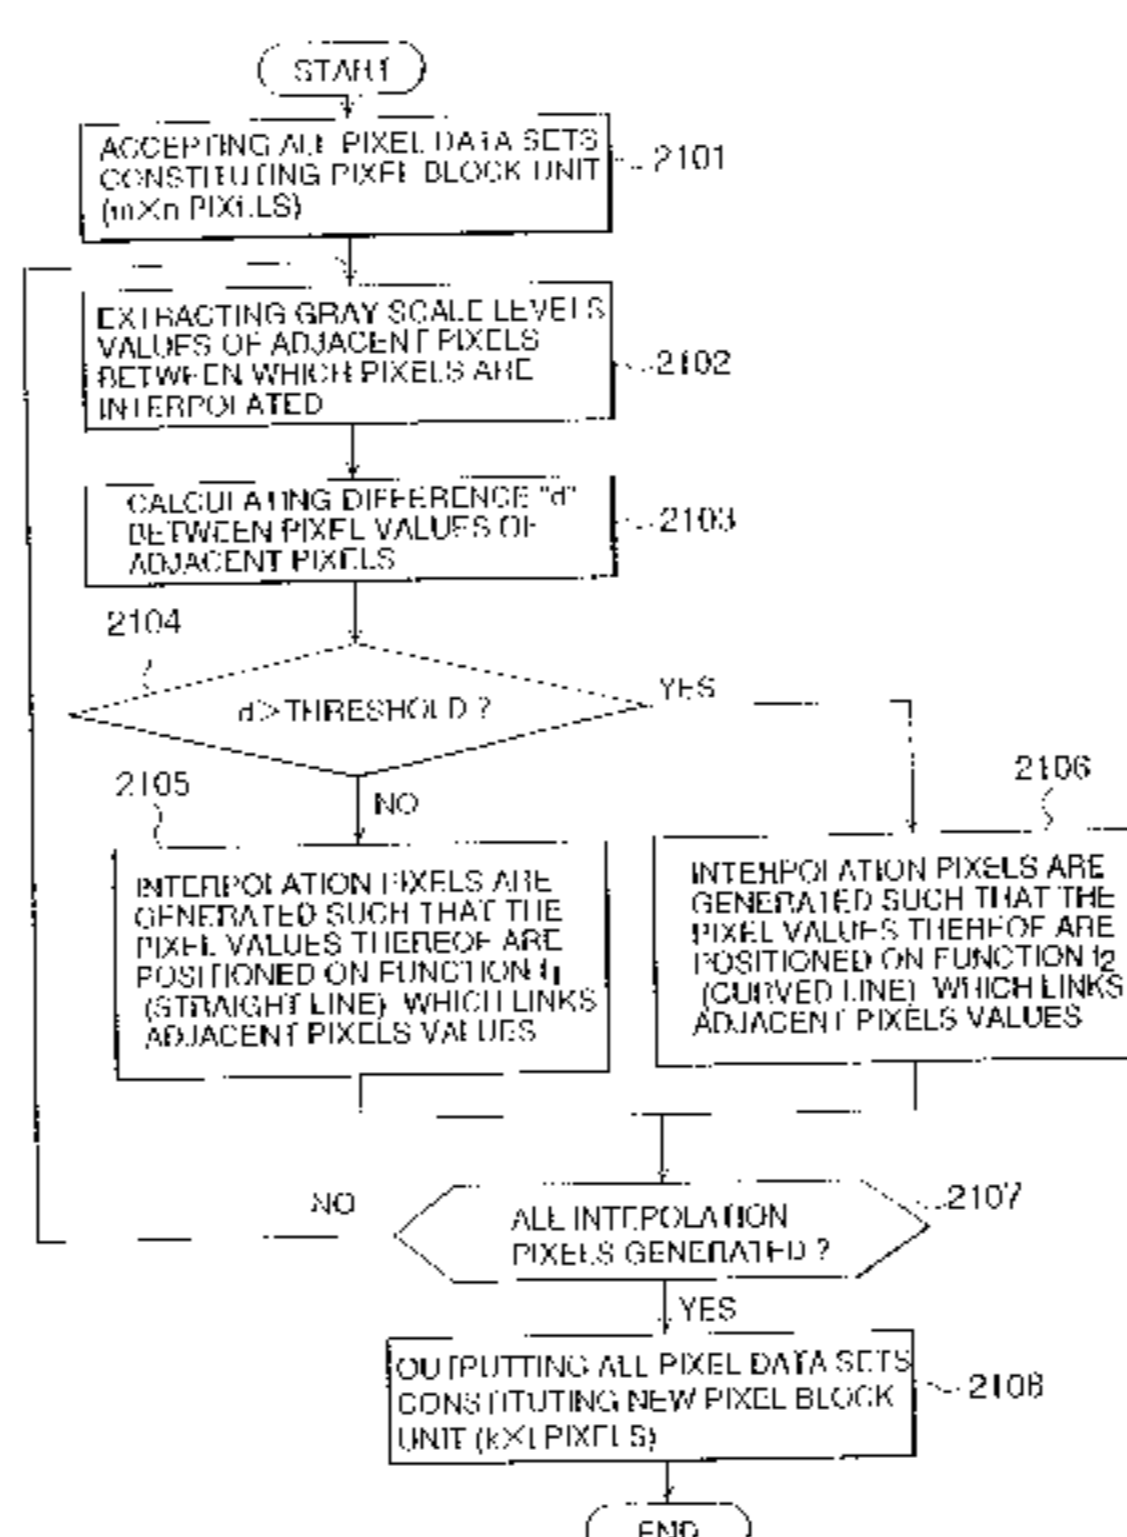 START
ACCEPTING ALL PIXEL DATA SETS
CONSTITUTING PIXEL BLOCK UNIT
(m×n PIXELS)
2101
EXTRACTING GRAY SCALE LEVELS
VALUES OF ADJACENT PIXELS
BETWEEN WHICH PIXELS ARE
INTERPOLATED
2102
CALCULATING DIFFERENCE "d"
BETWEEN PIXEL VALUES OF
ADJACENT PIXELS
2103
2104
d > THRESHOLD ?
YES
NO
2105
INTERPOLATION PIXELS ARE
GENERATED SUCH THAT THE
PIXEL VALUES THEREOF ARE
POSITIONED ON FUNCTION f1
(STRAIGHT LINE) WHICH LINKS
ADJACENT PIXELS VALUES
2106
INTERPOLATION PIXELS ARE
GENERATED SUCH THAT THE
PIXEL VALUES THEREOF ARE
POSITIONED ON FUNCTION f2
(CURVED LINE) WHICH LINKS
ADJACENT PIXELS VALUES
NO
ALL INTEPOLATION
PIXELS GENERATED ?
2107
YES
OUTPUTTING ALL PIXEL DATA SETS
CONSTITUTING NEW PIXEL BLOCK
UNIT (k×l PIXELS)
2108
END